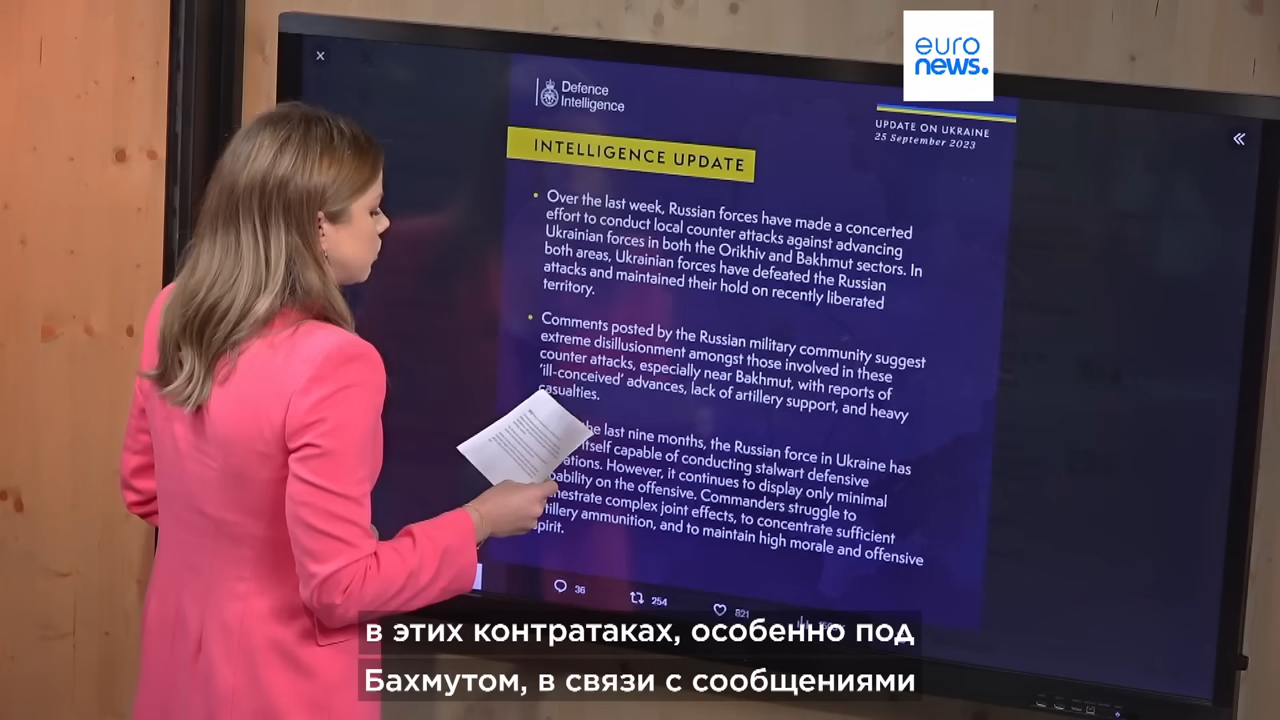 euro
news.
×
Defence
Intelligence
UPDATE ON UKRAINE
25 September 2023
INTELLIGENCE UPDATE
• Over the last week, Russian forces have made a concerted
effort to conduct local counter attacks against advancing
Ukrainian forces in both the Orikhiv and Bakhmut sectors. In
both areas, Ukrainian forces have defeated the Russian
attacks and maintained their hold on recently liberated
territory.
• Comments posted by the Russian military community suggest
extreme disillusionment amongst those involved in these
counter attacks, especially near Bakhmut, with reports of
'ill-conceived' advances, lack of artillery support, and heavy
casualties.
last nine months, the Russian force in Ukraine has
itself capable of conducting stalwart defensive
However, it continues to display only minimal
on the offensive. Commanders struggle to
complex joint effects, to concentrate sufficient
ammunition, and to maintain high morale and offensive
spirit.
36
254
821
в этих контратаках, особенно под
Бахмутом, в связи с сообщениями